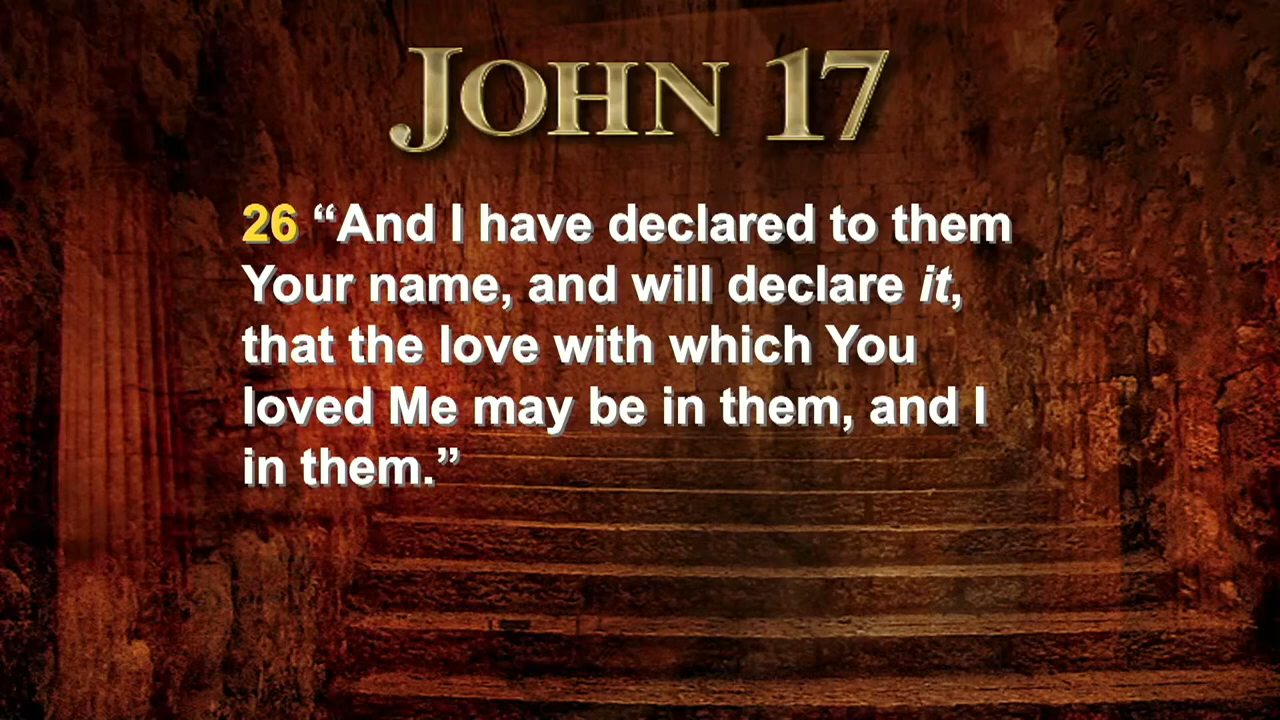 JOHN 17
26 “And I have declared to them
Your name, and will declare it,
that the love with which You
loved Me may be in them, and I
in them.”